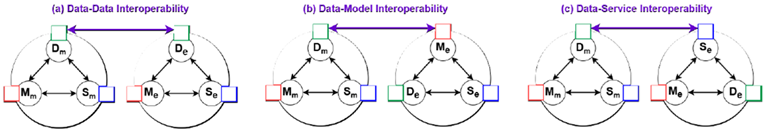 (a) Data-Data Interoperability
(b) Data-Model Interoperability
(c) Data-Service Interoperability
Dm De Dm Me Dm Se
Mm Sm Me Se Mm Sm De Se Mm Sm Me De